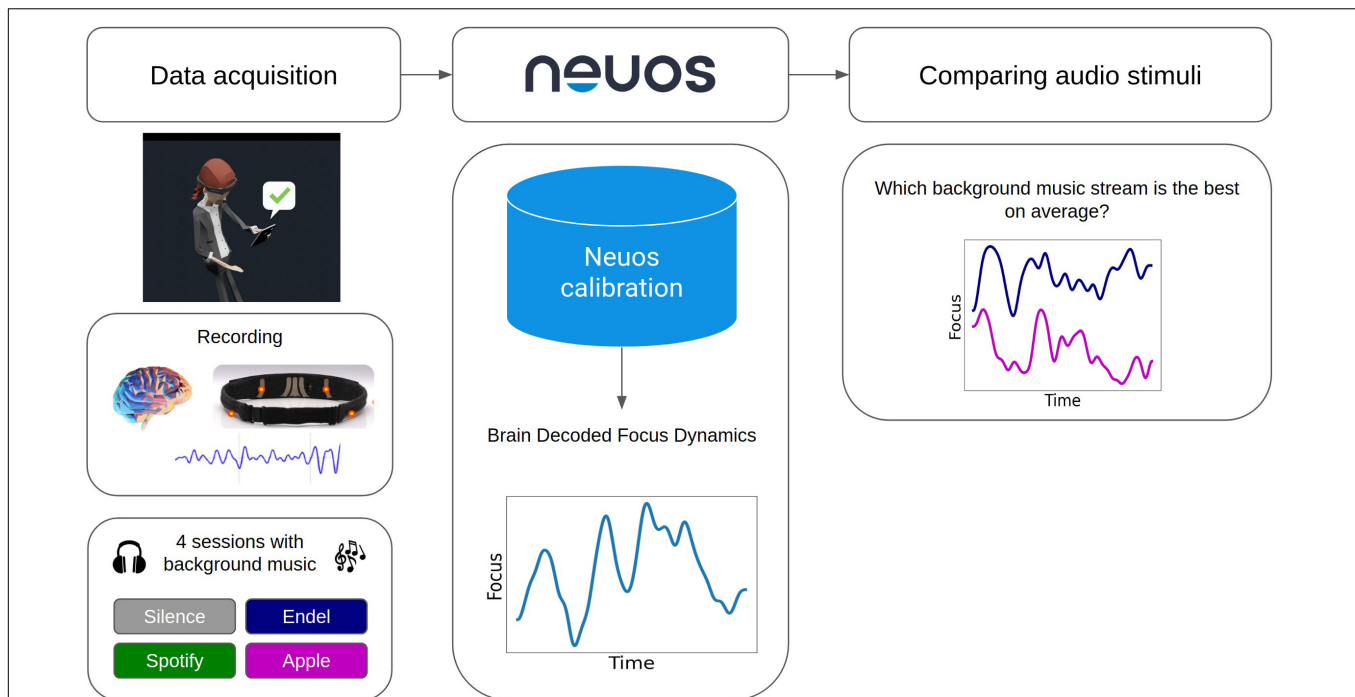 Data acquisition
neuos
Comparing audio stimuli
Recording
4 sessions with
background music
Silence
Endel
Spotify
Apple
Neuos
calibration
Brain Decoded Focus Dynamics
Focus
Time
Which background music stream is the best
on average?
Focus
Time